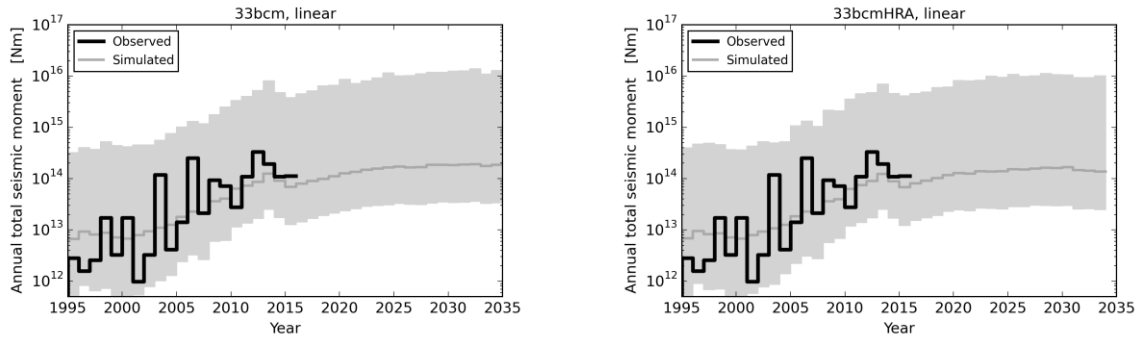 33bcm, linear
Annual total seismic moment [Nm]
10^17
10^16
10^15
10^14
10^13
10^12
Observed
Simulated
1995 2000 2005 2010 2015 2020 2025 2030 2035
Year
33bcmHRA, linear
Annual total seismic moment [Nm]
10^17
10^16
10^15
10^14
10^13
10^12
Observed
Simulated
1995 2000 2005 2010 2015 2020 2025 2030 2035
Year